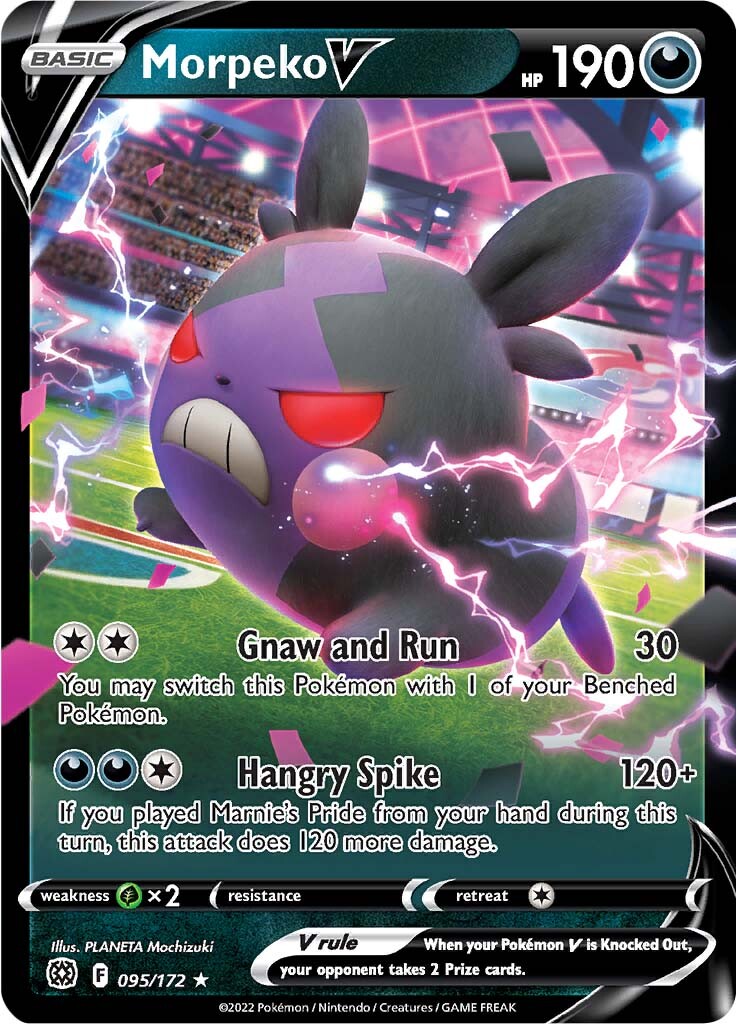 BASIC
Morpeko V
HP 190
Gnaw and Run 30
You may switch this Pokémon with 1 of your Benched
Pokémon.
Hangry Spike 120+
If you played Marnie's Pride from your hand during this
turn, this attack does 120 more damage.
weakness ×2 resistance retreat
Illus. PLANETA Mochizuki
V rule When your Pokémon V is Knocked Out,
your opponent takes 2 Prize cards.
F 095/172 ★
©2022 Pokémon / Nintendo / Creatures / GAME FREAK